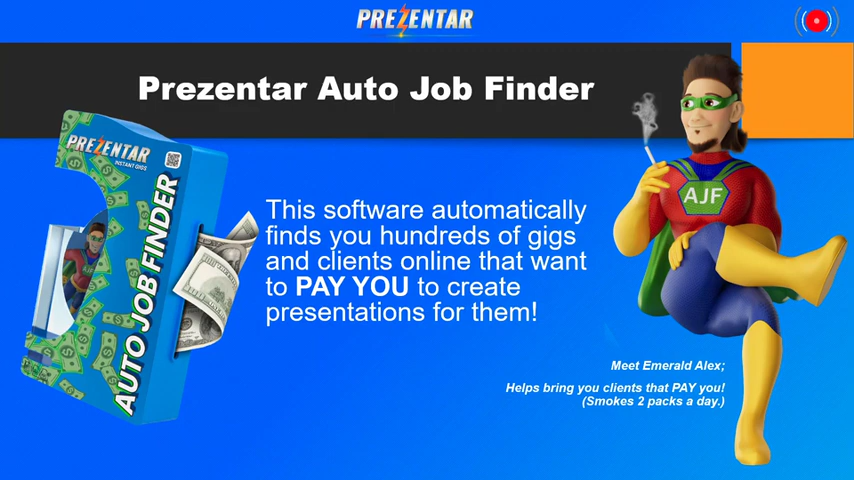 PREZENTAR
Prezentar Auto Job Finder
PREZENTAR
INSTANT GIGS
AUTO JOB FINDER
This software automatically
finds you hundreds of gigs
and clients online that want
to PAY YOU to create
presentations for them!
AJF
Meet Emerald Alex;
Helps bring you clients that PAY you!
(Smokes 2 packs a day.)